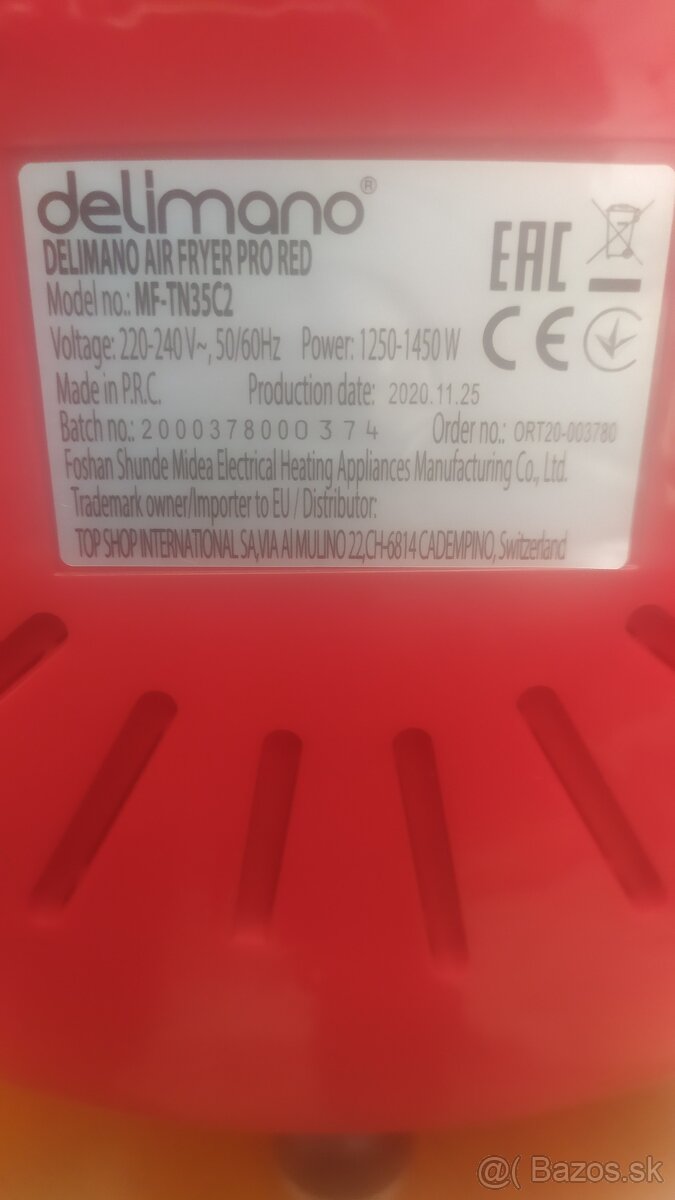 delimano®
DELIMANO AIR FRYER PRO RED
Model no.: MF-TN35C2
EAC
Voltage: 220-240 V~, 50/60Hz Power: 1250-1450 W
CE
Made in P.R.C. Production date: 2020.11.25
Batch no.: 2000378000374 Order no.: ORT20-003780
Foshan Shunde Midea Electrical Heating Appliances Manufacturing Co., Ltd.
Trademark owner/Importer to EU / Distributor:
TOP SHOP INTERNATIONAL SA, VIA Al MULINO 22, CH-6814 CADEMPINO, Switzerland
@( Bazos.sk